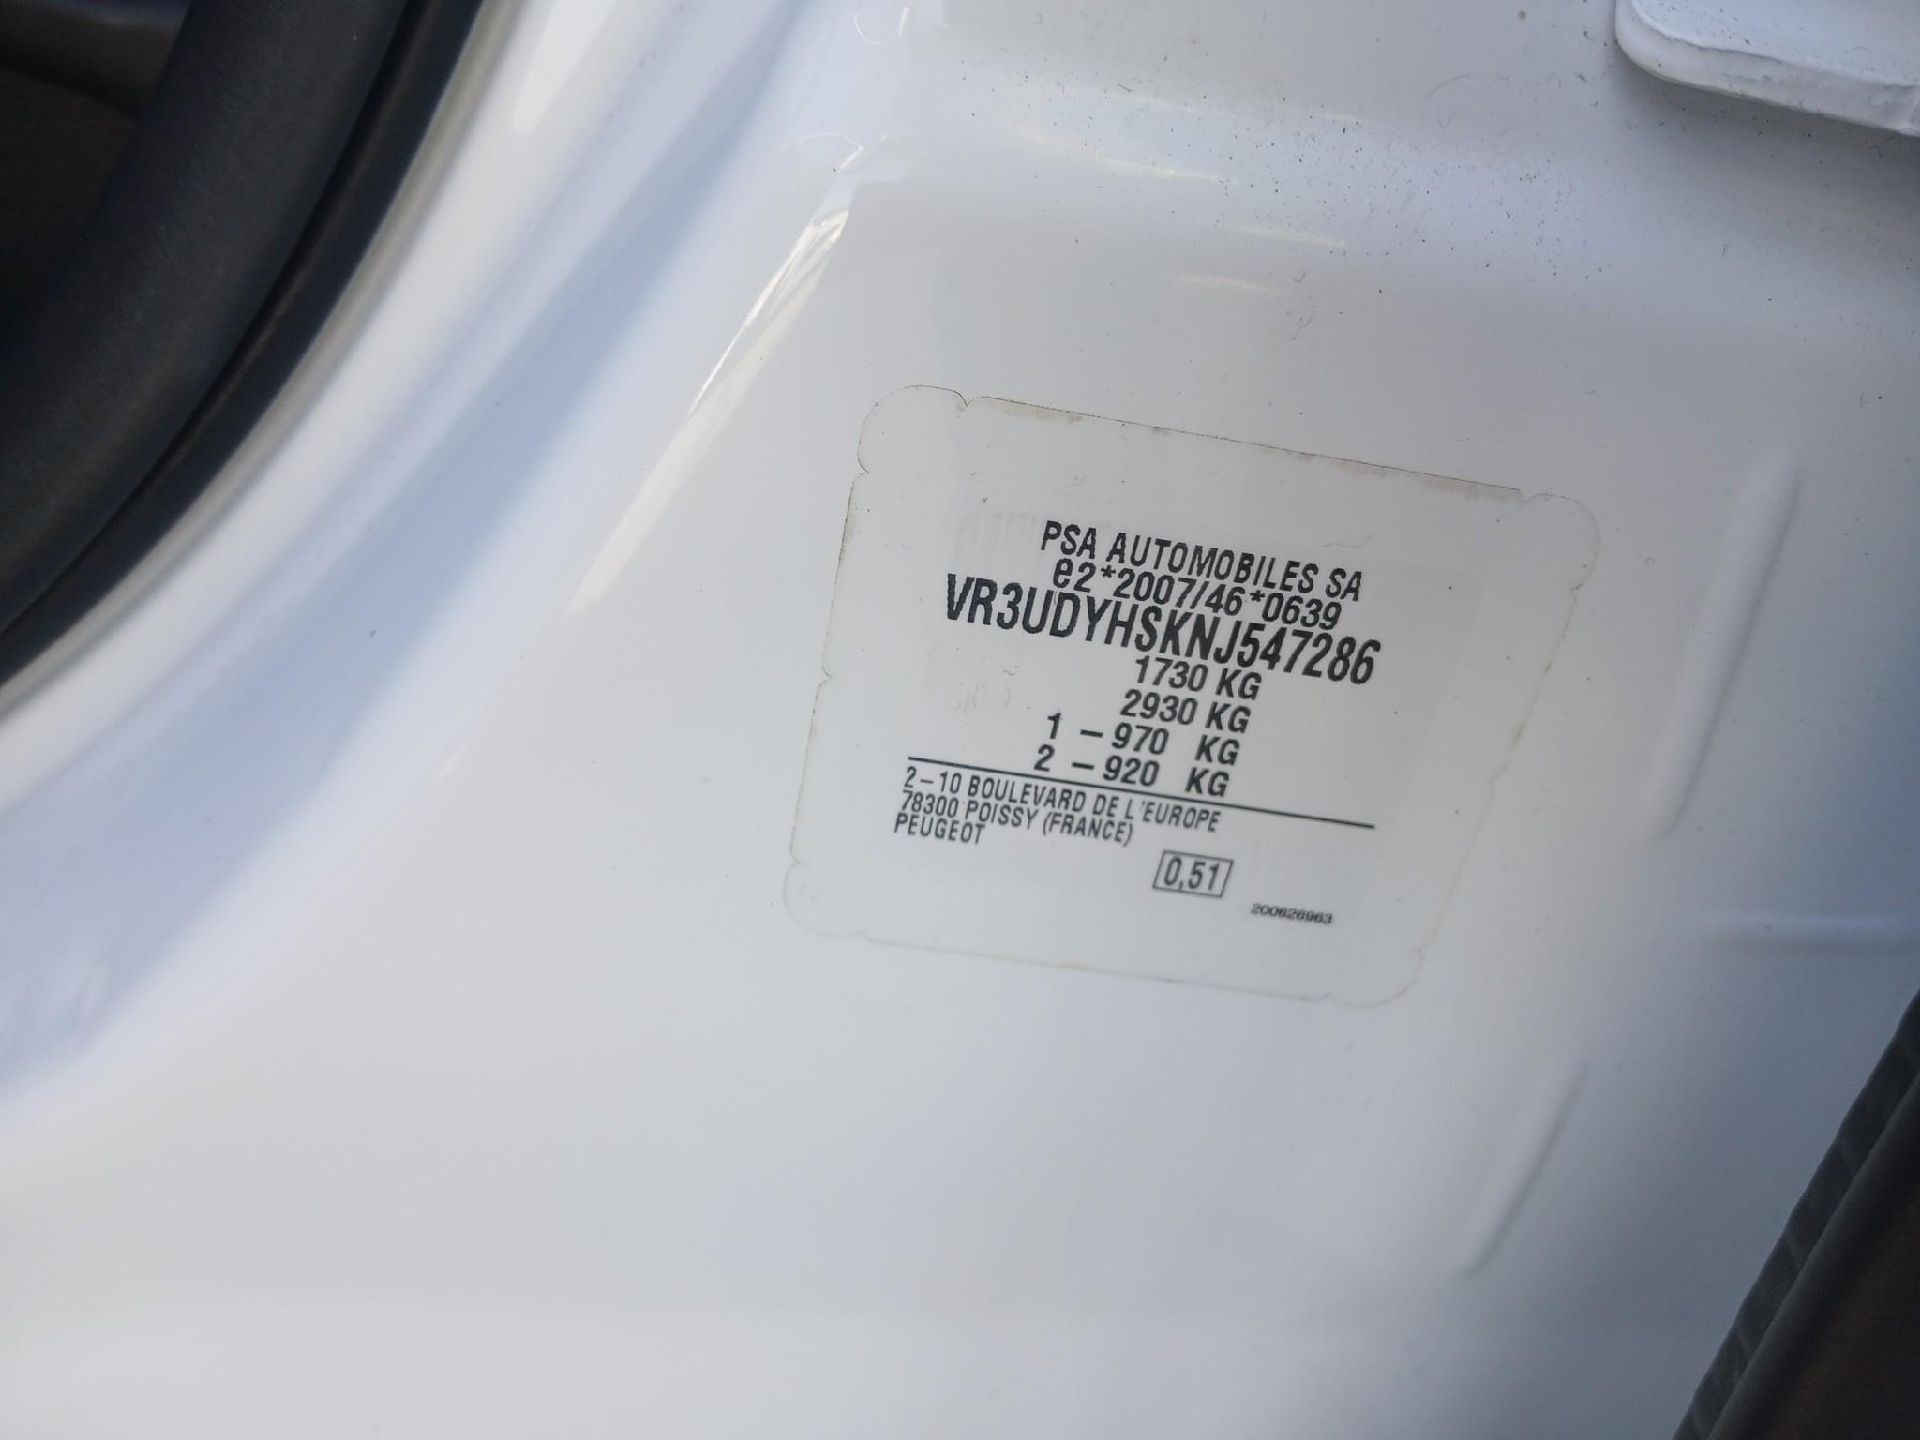 PSA AUTOMOBILES SA
e2*2007/46*0639
VR3UDYHSKNJ547286
1730 KG
2930 KG
1 - 970 KG
2 - 920 KG
2-10 BOULEVARD DE L'EUROPE
78300 POISSY (FRANCE)
PEUGEOT
0,51
200626963